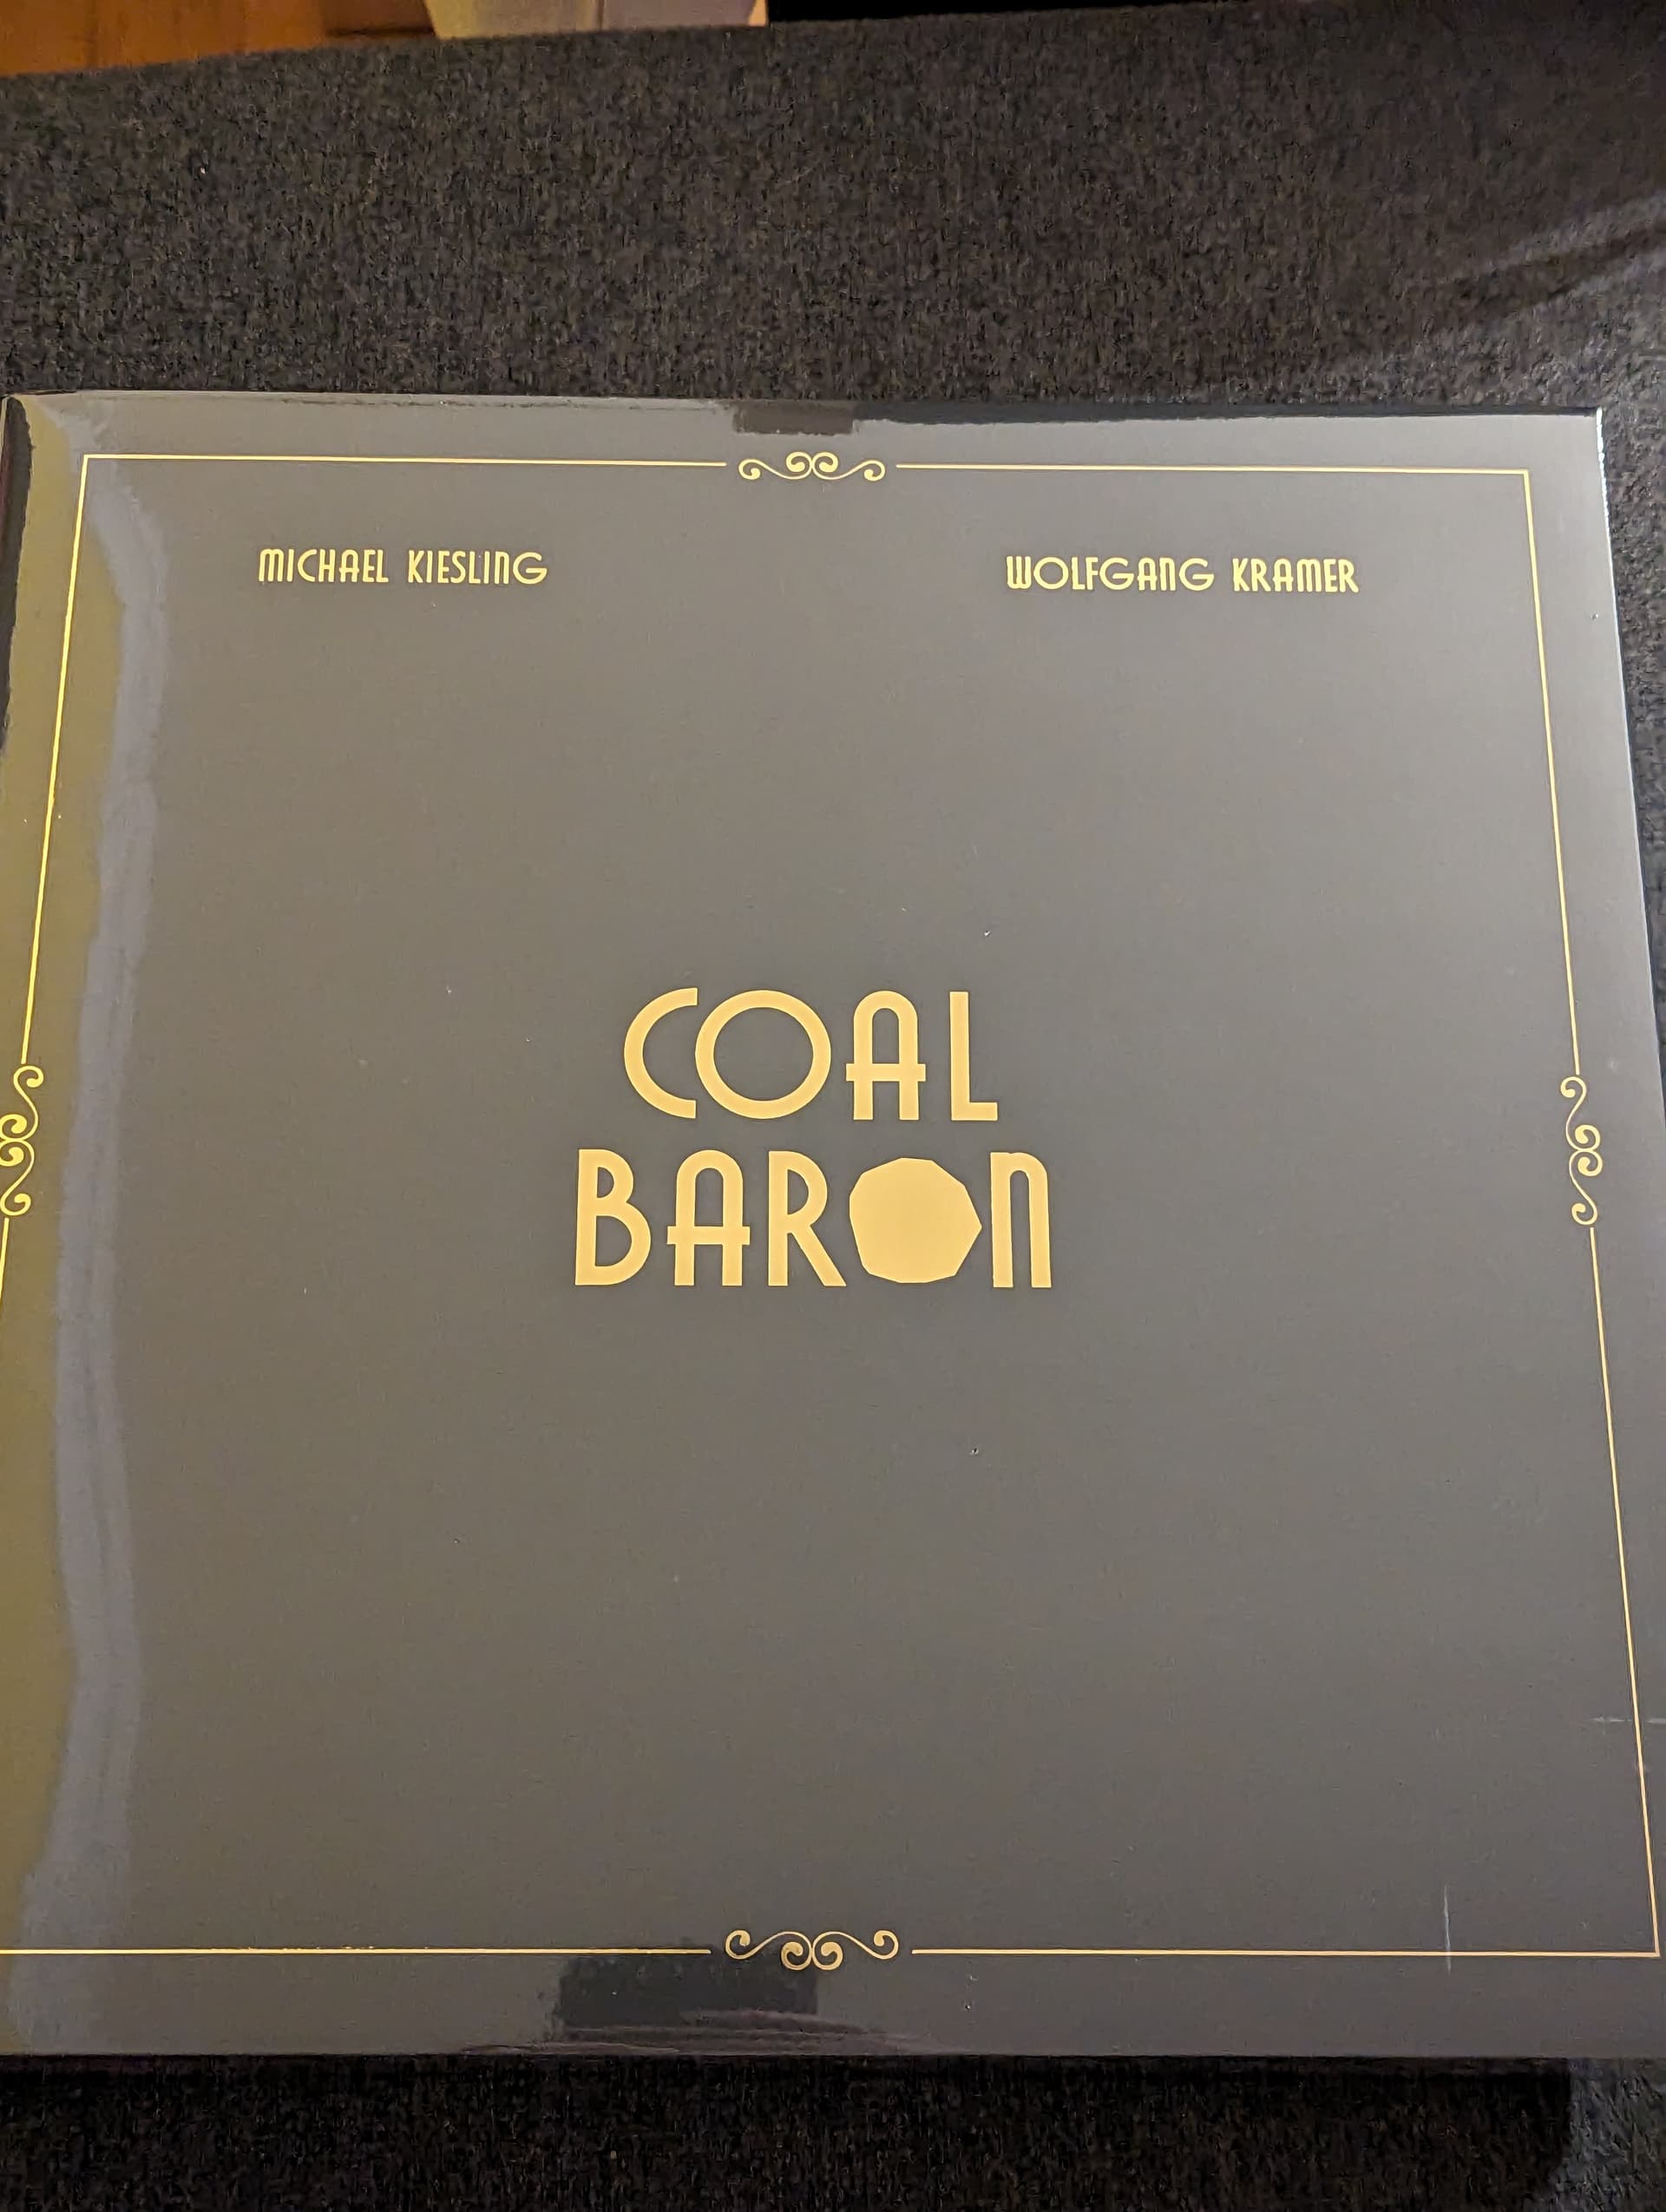 MICHAEL KIESLING WOLFGANG KRAMER
COAL
BARON